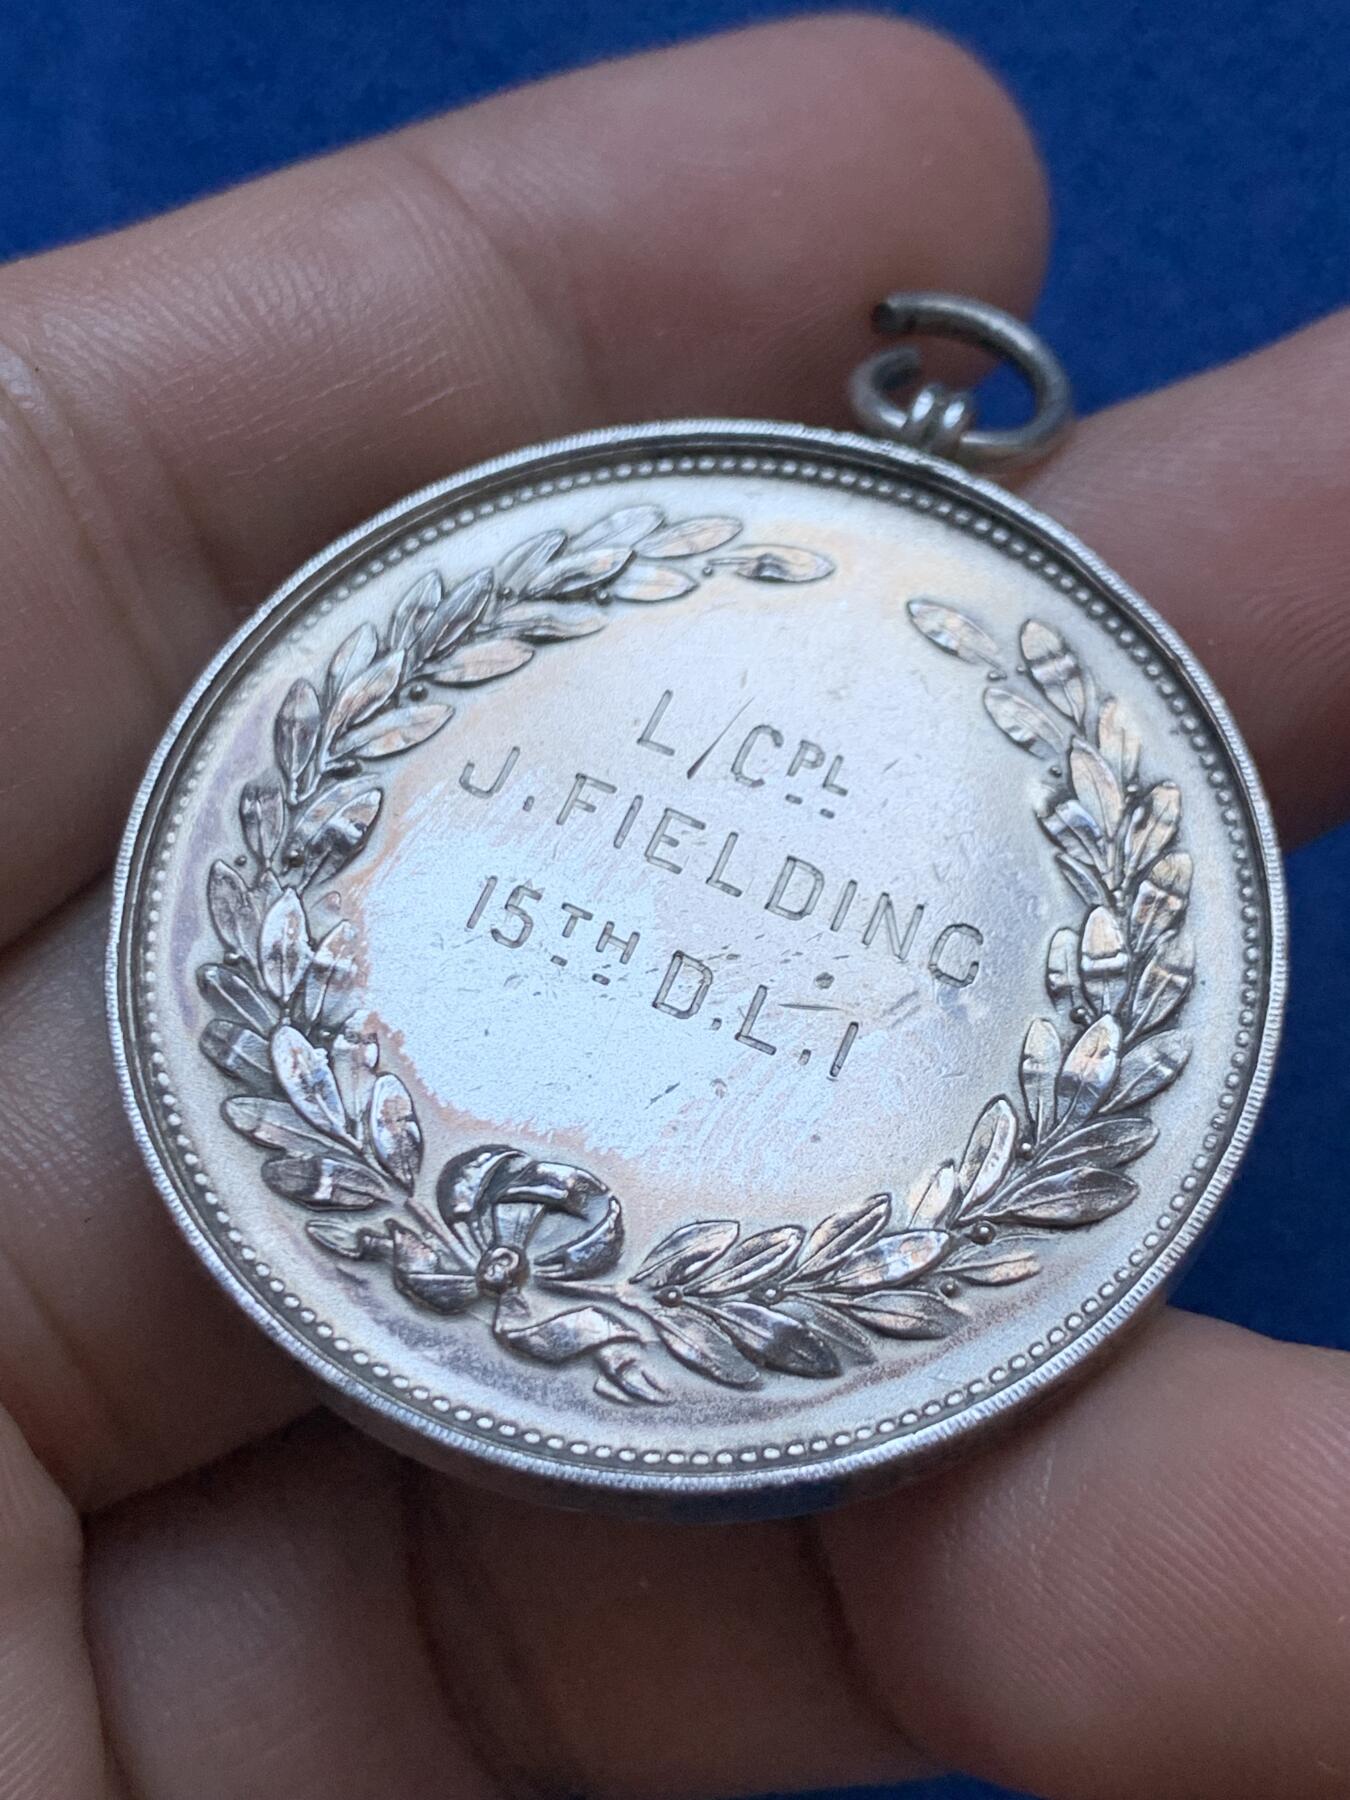 L/CPL
J. FIELDING
15TH D.L.I